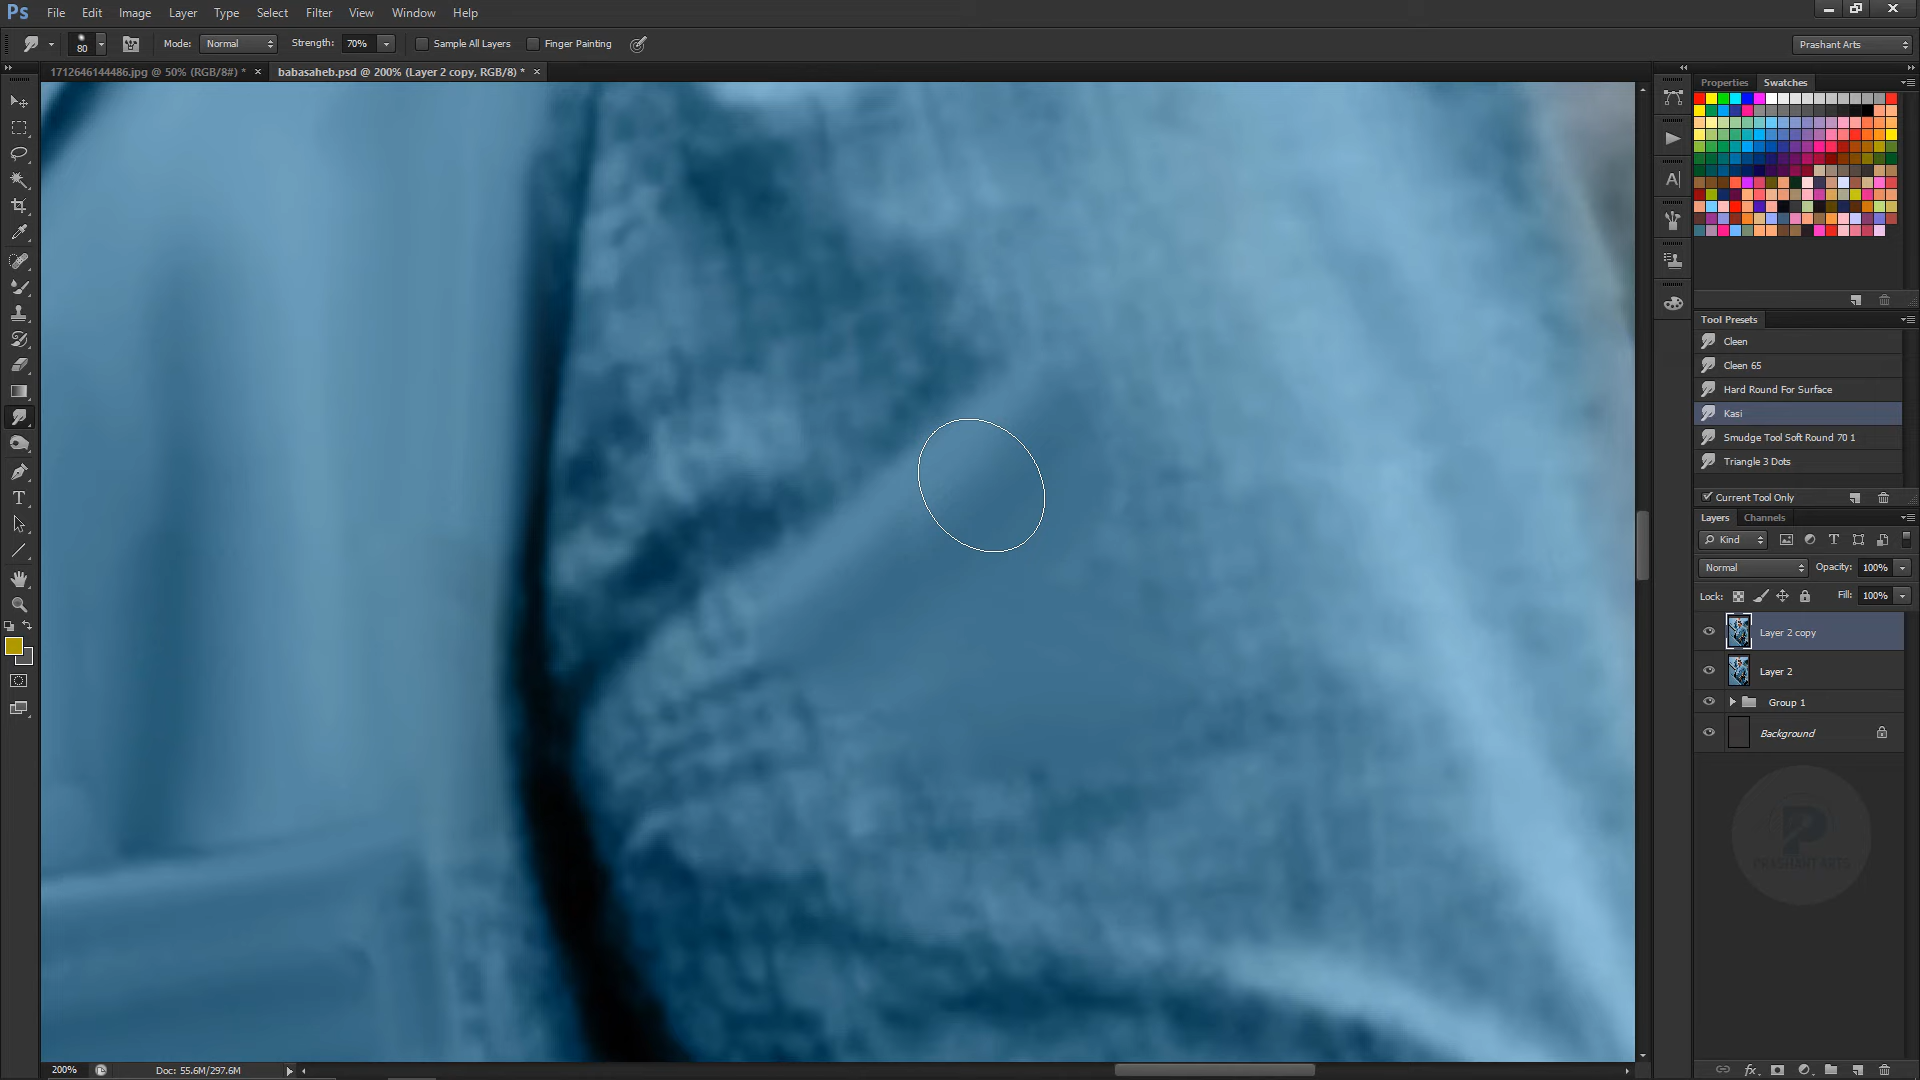 Ps File Edit Image Layer Type Select Filter View Window Help
80 Mode: Normal Strength: 70% Sample All Layers Finger Painting Prashant Arts
1712646144486.jpg @ 50% (RGB/8#) * × babasaheb.psd @ 200% (Layer 2 copy, RGB/8) * ×
Properties Swatches
Tool Presets
Cleen
Cleen 65
Hard Round For Surface
Kasi
Smudge Tool Soft Round 70 1
Triangle 3 Dots
Current Tool Only
Layers Channels
Kind
Normal Opacity: 100%
Lock: Fill: 100%
Layer 2 copy
Layer 2
Group 1
Background
PRASHANT ARTS
200% Doc: 55.6M/297.6M